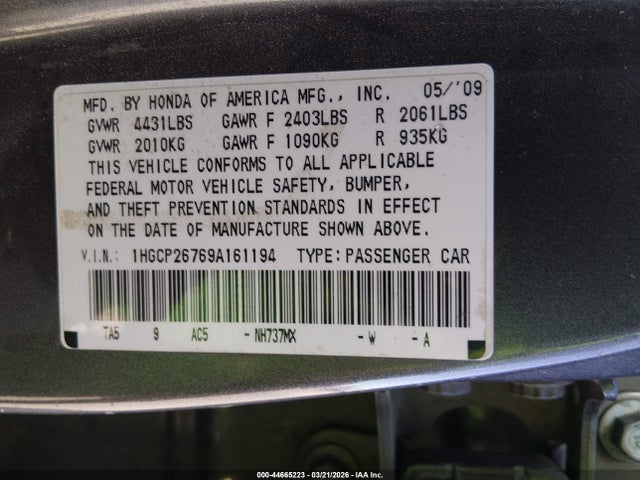 MFD. BY HONDA OF AMERICA MFG., INC. 05/'09
GVWR 4431LBS GAWR F 2403LBS R 2061LBS
GVWR 2010KG GAWR F 1090KG R 935KG
THIS VEHICLE CONFORMS TO ALL APPLICABLE
FEDERAL MOTOR VEHICLE SAFETY, BUMPER,
AND THEFT PREVENTION STANDARDS IN EFFECT
ON THE DATE OF MANUFACTURE SHOWN ABOVE.
V.I.N.: 1HGCP26769A161194 TYPE: PASSENGER CAR
TA5 9 AC5 - NH737MX - W - A
000-44665223 - 03/21/2026 - IAA Inc.